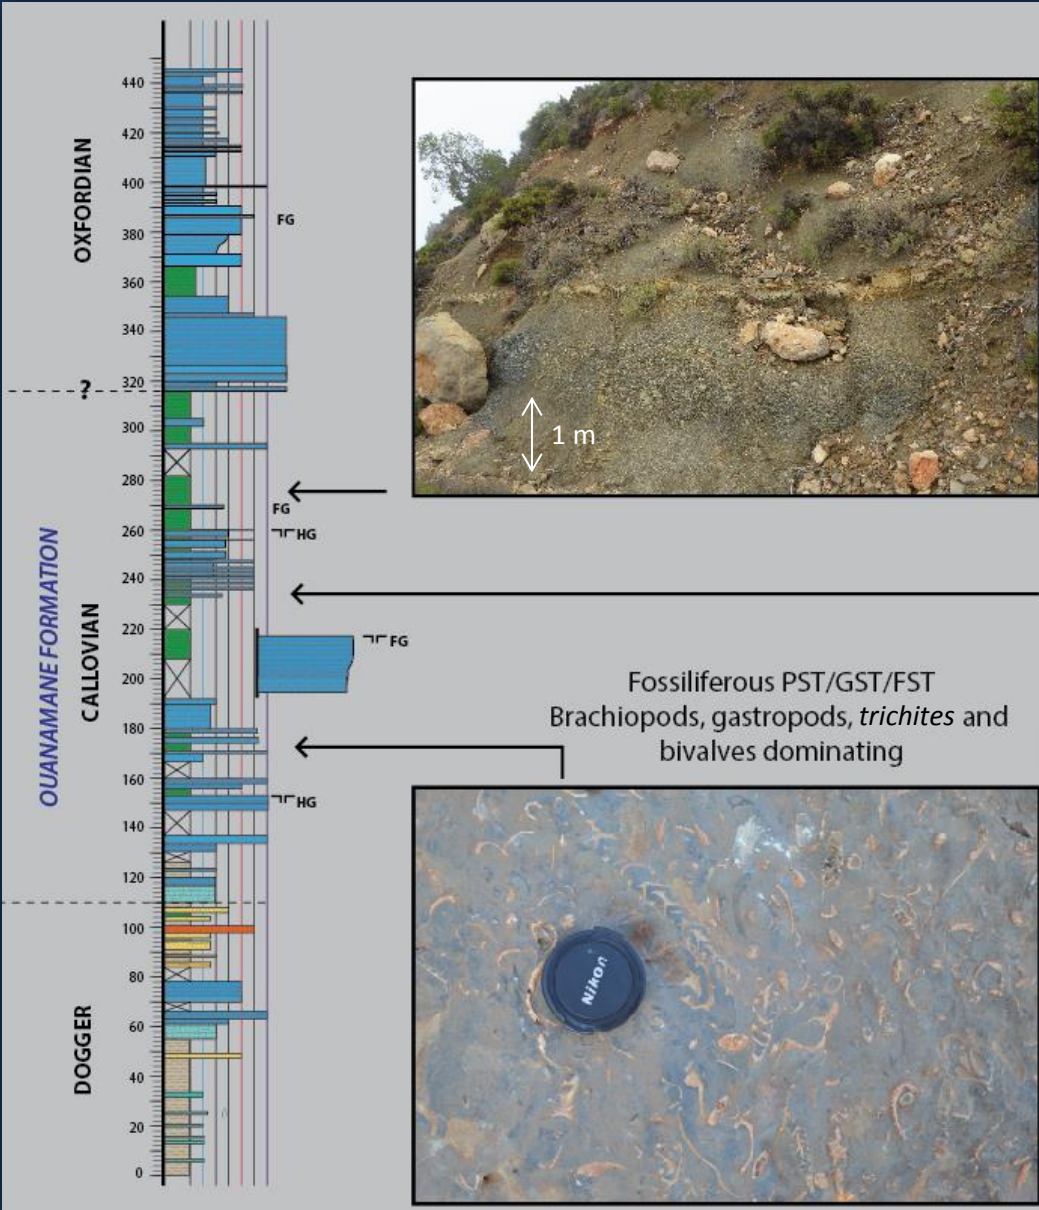 440
420
400
380
360
340
320
300
280
260
240
220
200
180
160
140
120
100
80
60
40
20
0
OXFORDIAN
?
CALLOVIAN
OUANAMANE FORMATION
DOGGER
FG
FG
HG
FG
HG
1 m
Fossiliferous PST/GST/FST
Brachiopods, gastropods, trichites and
bivalves dominating
Nikon